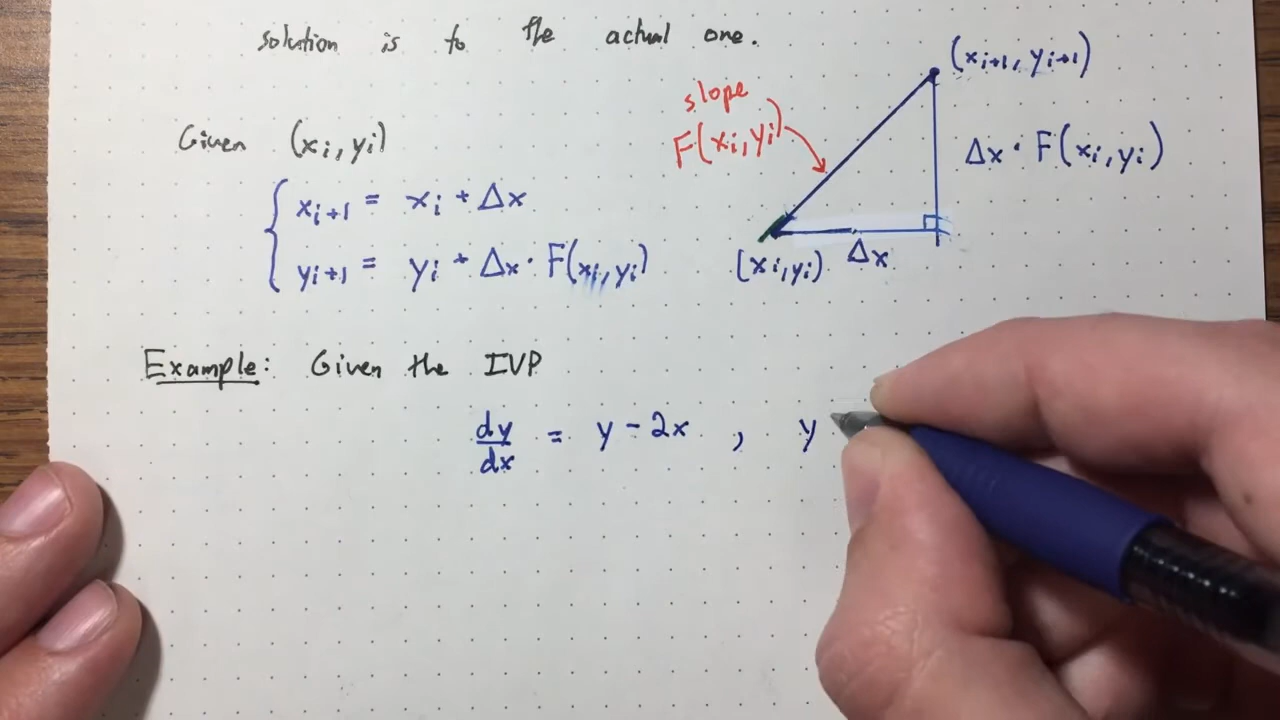 solution is to the actual one.
Given (xi, yi)
xi+1 = xi + Δx
yi+1 = yi + Δx · F(xi, yi)
slope
F(xi, yi)
(xi+1, yi+1)
Δx · F(xi, yi)
(xi, yi)
Δx
Example: Given the IVP
dy/dx = y - 2x , y